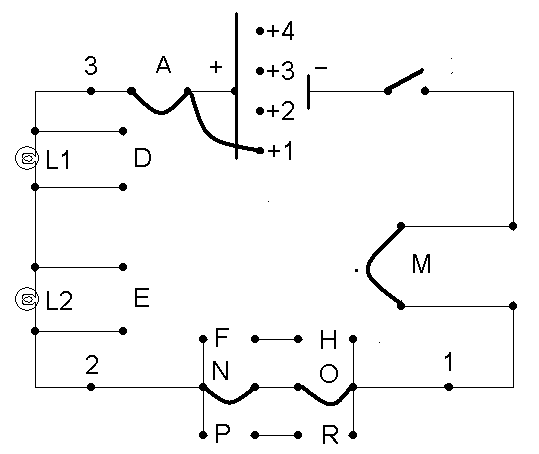 +4
3 A + +3 −
+2
+1
L1 D
M
L2 E
F H
2 N O 1
P R